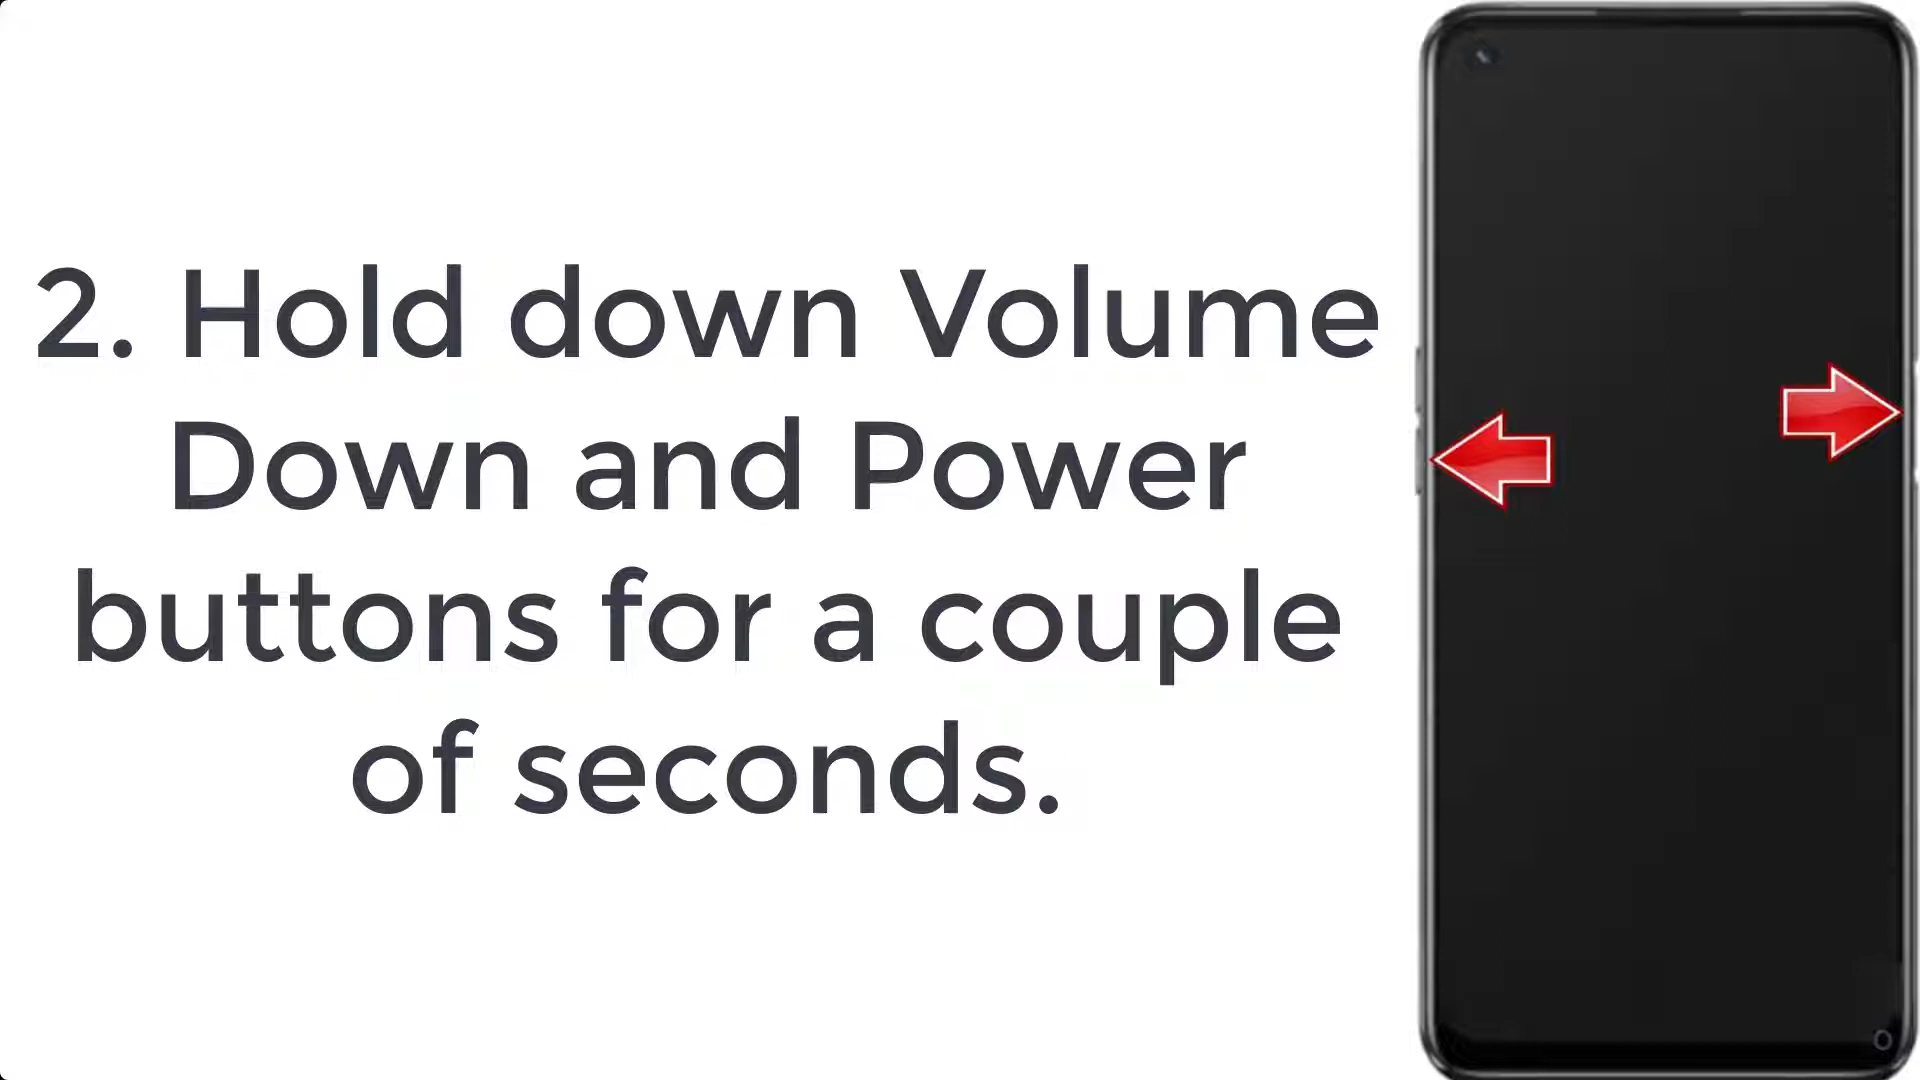 2. Hold down Volume
Down and Power
buttons for a couple
of seconds.